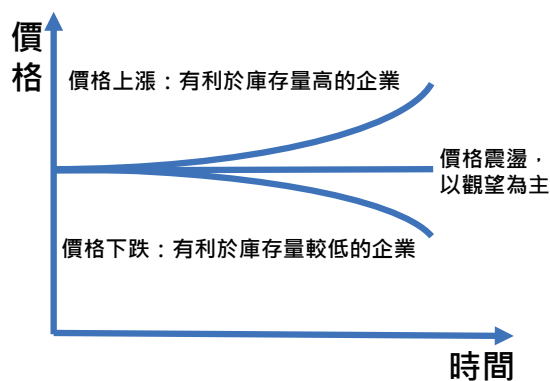 價格
價格上漲：有利於庫存量高的企業
價格震盪，
以觀望為主
價格下跌：有利於庫存量較低的企業
時間